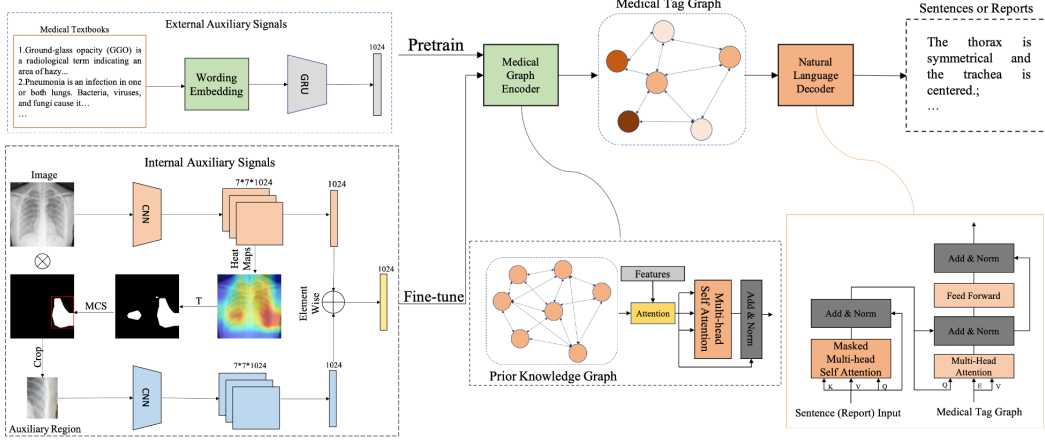 External Auxiliary Signals
Medical Textbooks
1.Ground-glass opacity (GGO) is
a radiological term indicating an
area of hazy...
2.Pneumonia is an infection in one
or both lungs. Bacteria, viruses,
and fungi cause it…
…
Wording
Embedding
GRU
1024
Pretrain
Medical
Graph
Encoder
Medical Tag Graph
Natural
Language
Decoder
Sentences or Reports
The thorax is
symmetrical and
the trachea is
centered.;
…
Internal Auxiliary Signals
Image
CNN
7*7*1024
1024
Heat
Maps
T
MCS
Crop
Auxiliary Region
CNN
7*7*1024
1024
Element
Wise
1024
Fine-tune
Prior Knowledge Graph
Features
Attention
Multi-head
Self Attention
Add & Norm
Add & Norm
Masked
Multi-head
Self Attention
K
V
Q
Sentence (Report) Input
Add & Norm
Feed Forward
Add & Norm
Multi-Head
Attention
Q
E
V
Medical Tag Graph